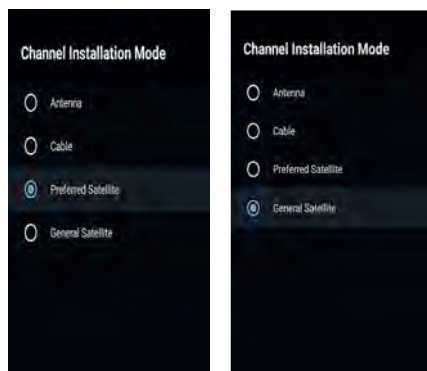 Channel Installation Mode
Antenna
Cable
Preferred Satellite
General Satellite
Channel Installation Mode
Antenna
Cable
Preferred Satellite
General Satellite